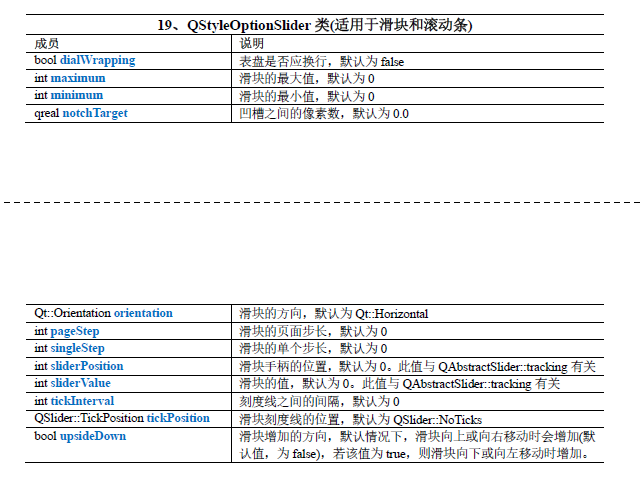 19、QStyleOptionSlider 类(适用于滑块和滚动条)
成员 说明
bool dialWrapping 表盘是否应换行，默认为 false
int maximum 滑块的最大值，默认为 0
int minimum 滑块的最小值，默认为 0
qreal notchTarget 凹槽之间的像素数，默认为 0.0
Qt::Orientation orientation 滑块的方向，默认为 Qt::Horizontal
int pageStep 滑块的页面步长，默认为 0
int singleStep 滑块的单个步长，默认为 0
int sliderPosition 滑块手柄的位置，默认为 0。此值与 QAbstractSlider::tracking 有关
int sliderValue 滑块的值，默认为 0。此值与 QAbstractSlider::tracking 有关
int tickInterval 刻度线之间的间隔，默认为 0
QSlider::TickPosition tickPosition 滑块刻度线的位置，默认为 QSlider::NoTicks
bool upsideDown 滑块增加的方向，默认情况下，滑块向上或向右移动时会增加(默
认值，为 false)，若该值为 true，则滑块向下或向左移动时增加。